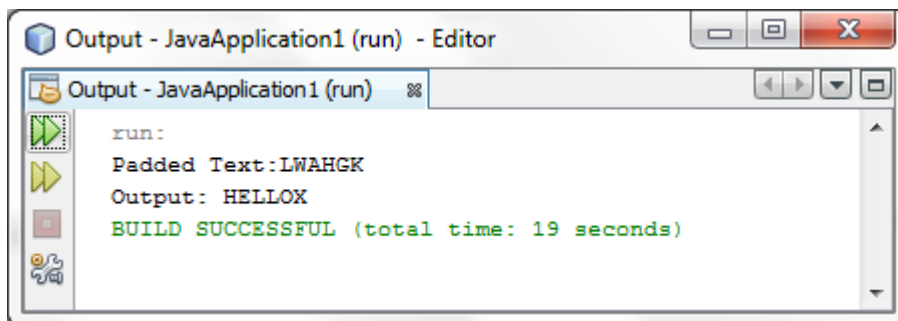 Output - JavaApplication1 (run) - Editor
Output - JavaApplication1 (run)
run:
Padded Text:LWAHGK
Output: HELLOX
BUILD SUCCESSFUL (total time: 19 seconds)